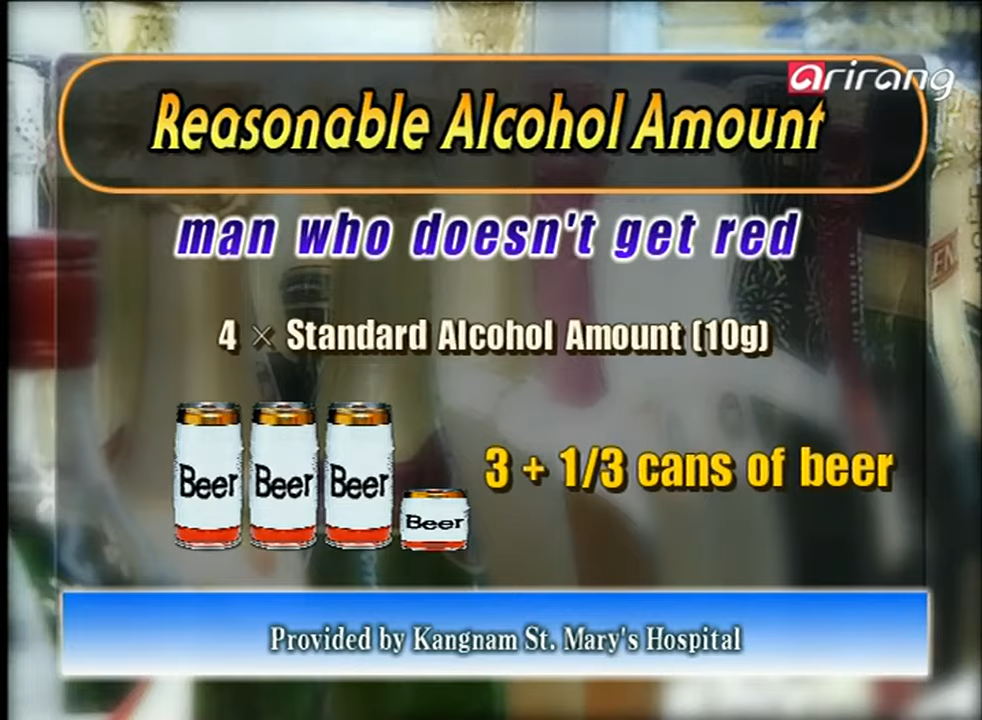 arirang
Reasonable Alcohol Amount
man who doesn't get red
4 × Standard Alcohol Amount (10g)
Beer Beer Beer Beer
3 + 1/3 cans of beer
Provided by Kangnam St. Mary's Hospital